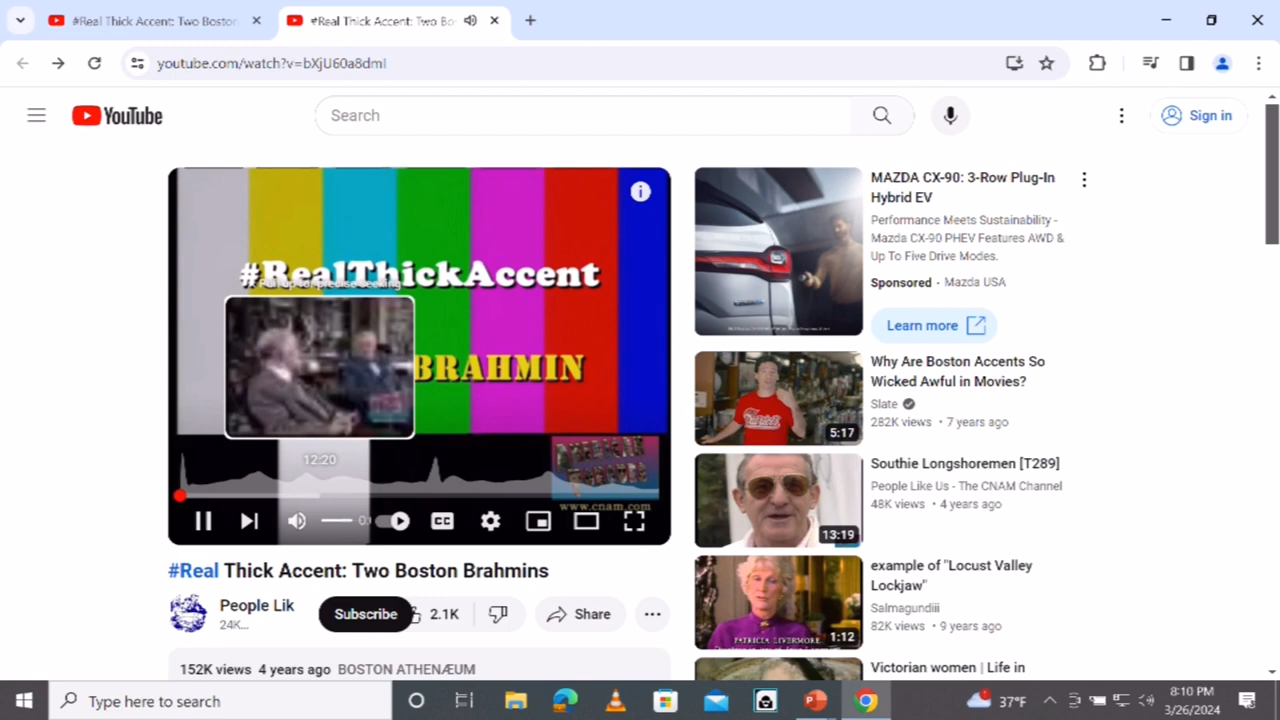 #Real Thick Accent: Two Boston
#Real Thick Accent: Two Bo
youtube.com/watch?v=bXjU60a8dmI
YouTube
Search
Sign in
#RealThickAccent
Pull up for precise seeking
BRAHMIN
12:20
www.cnam.com
CC
#Real Thick Accent: Two Boston Brahmins
People Lik
24K...
Subscribe
2.1K
Share
152K views 4 years ago BOSTON ATHENÆUM
MAZDA CX-90: 3-Row Plug-In
Hybrid EV
Performance Meets Sustainability -
Mazda CX-90 PHEV Features AWD &
Up To Five Drive Modes.
Sponsored · Mazda USA
Learn more
Why Are Boston Accents So
Wicked Awful in Movies?
Slate
282K views • 7 years ago
5:17
Southie Longshoremen [T289]
People Like Us - The CNAM Channel
48K views • 4 years ago
13:19
example of "Locust Valley
Lockjaw"
Salmagundiii
82K views • 9 years ago
PATRICIA LIVERMORE
1:12
Victorian women | Life in
Type here to search
37°F
8:10 PM
3/26/2024